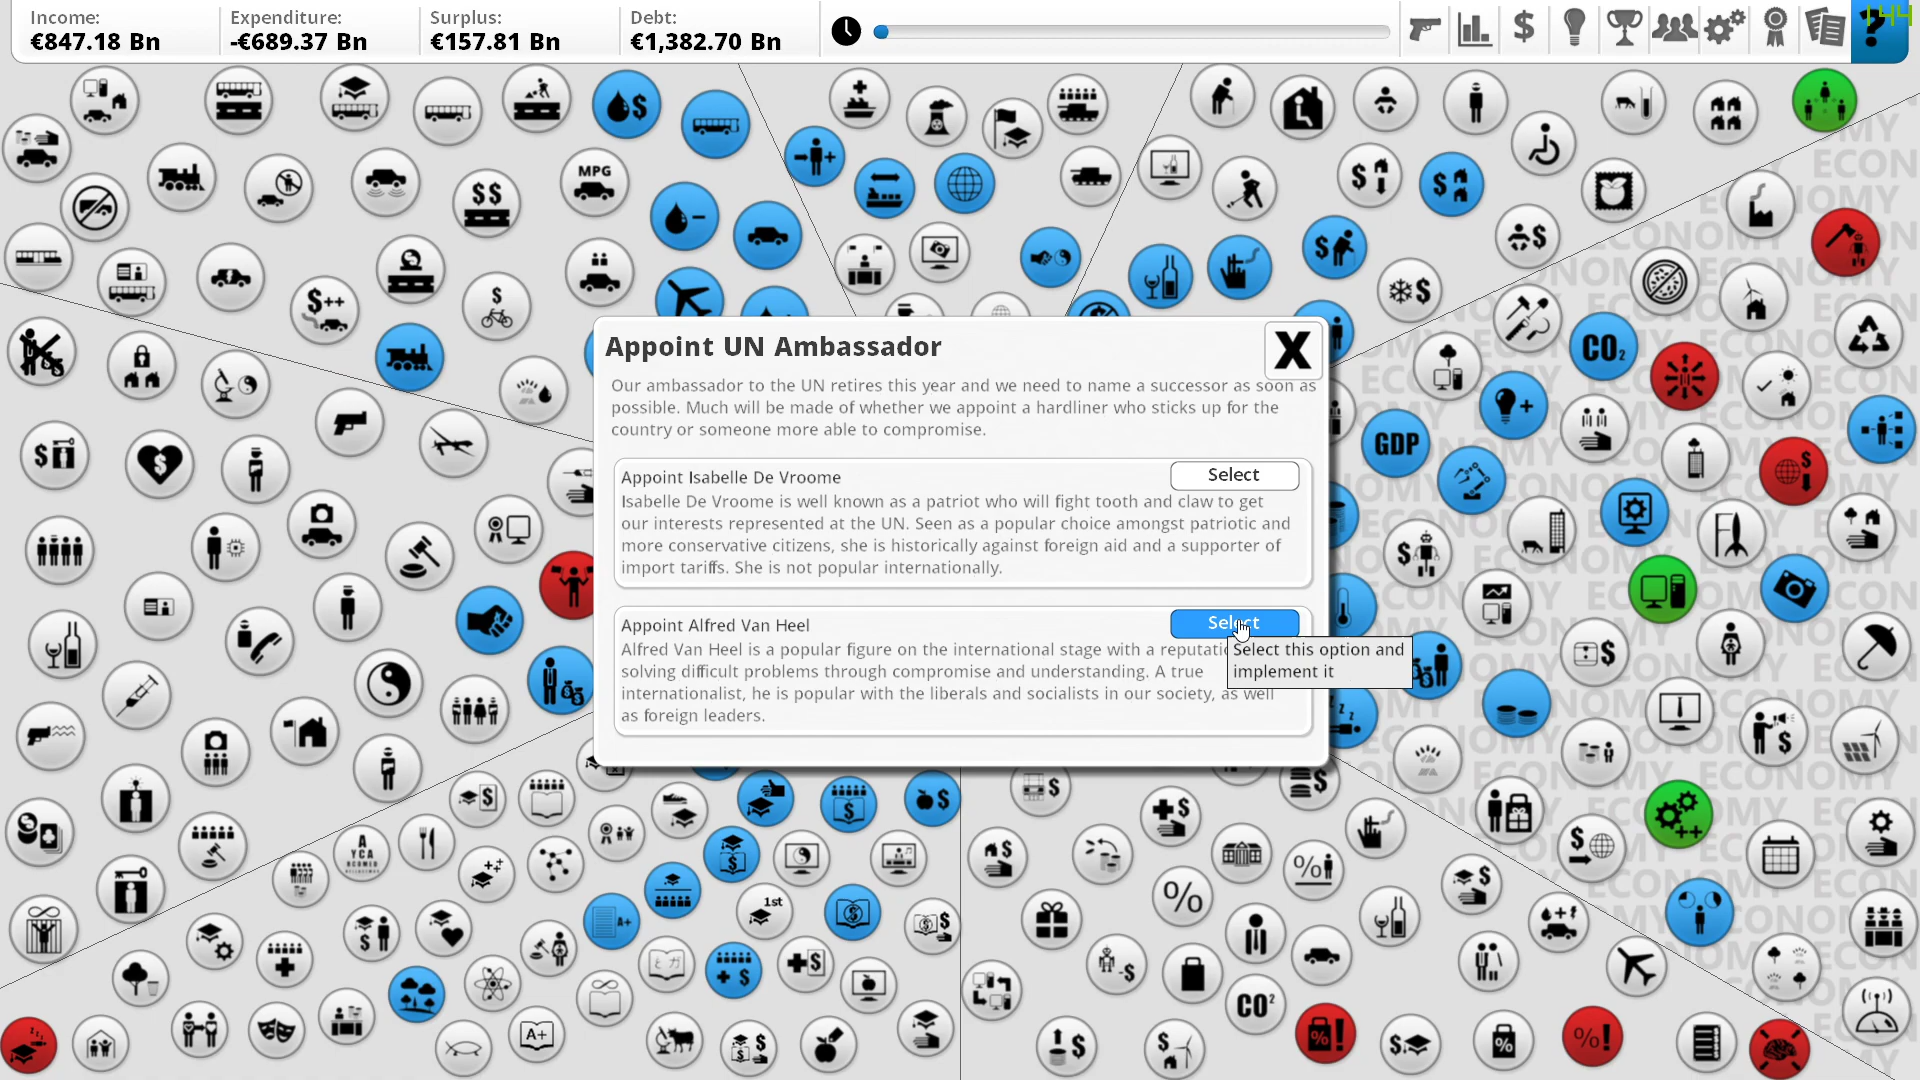 Income:
€847.18 Bn
Expenditure:
-€689.37 Bn
Surplus:
€157.81 Bn
Debt:
€1,382.70 Bn
144
?
MPG
$$
$++
CO₂
GDP
Appoint UN Ambassador
X
Our ambassador to the UN retires this year and we need to name a successor as soon as
possible. Much will be made of whether we appoint a hardliner who sticks up for the
country or someone more able to compromise.
Appoint Isabelle De Vroome
Select
Isabelle De Vroome is well known as a patriot who will fight tooth and claw to get
our interests represented at the UN. Seen as a popular choice amongst patriotic and
more conservative citizens, she is historically against foreign aid and a supporter of
import tariffs. She is not popular internationally.
Appoint Alfred Van Heel
Select
Alfred Van Heel is a popular figure on the international stage with a
solving difficult problems through compromise and understanding. A true
internationalist, he is popular with the liberals and socialists in our society, as well
as foreign leaders.
Select this option and
implement it
1st
A+
A+
%
CO²
%!
ECONOMY